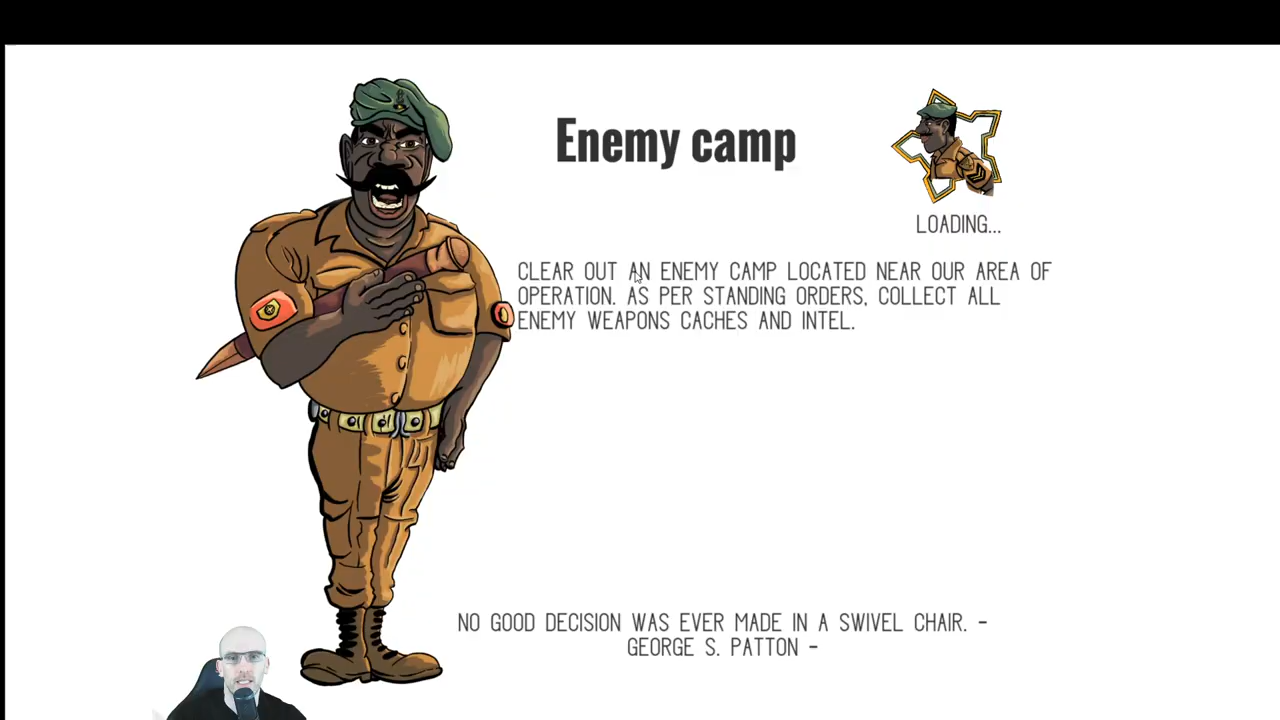 Enemy camp
LOADING...
CLEAR OUT AN ENEMY CAMP LOCATED NEAR OUR AREA OF
OPERATION. AS PER STANDING ORDERS, COLLECT ALL
ENEMY WEAPONS CACHES AND INTEL.
NO GOOD DECISION WAS EVER MADE IN A SWIVEL CHAIR. -
GEORGE S. PATTON -